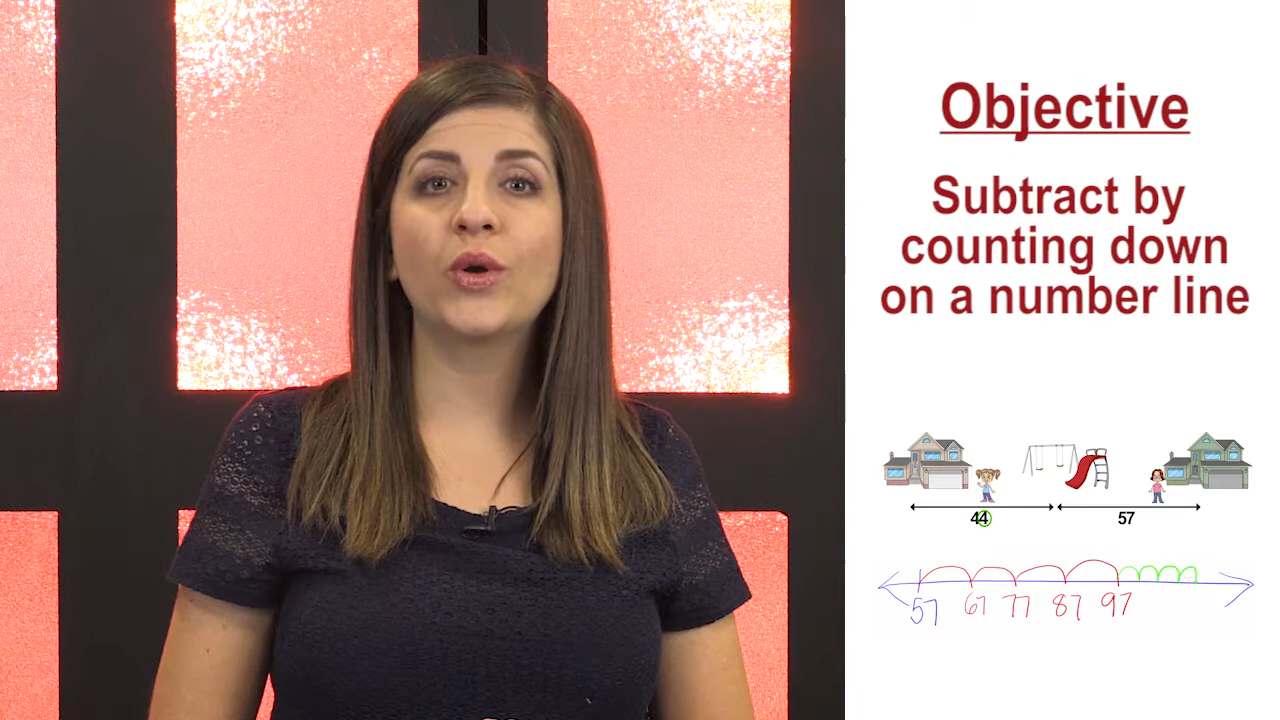 Objective
Subtract by
counting down
on a number line
44 57
57 67 77 87 97